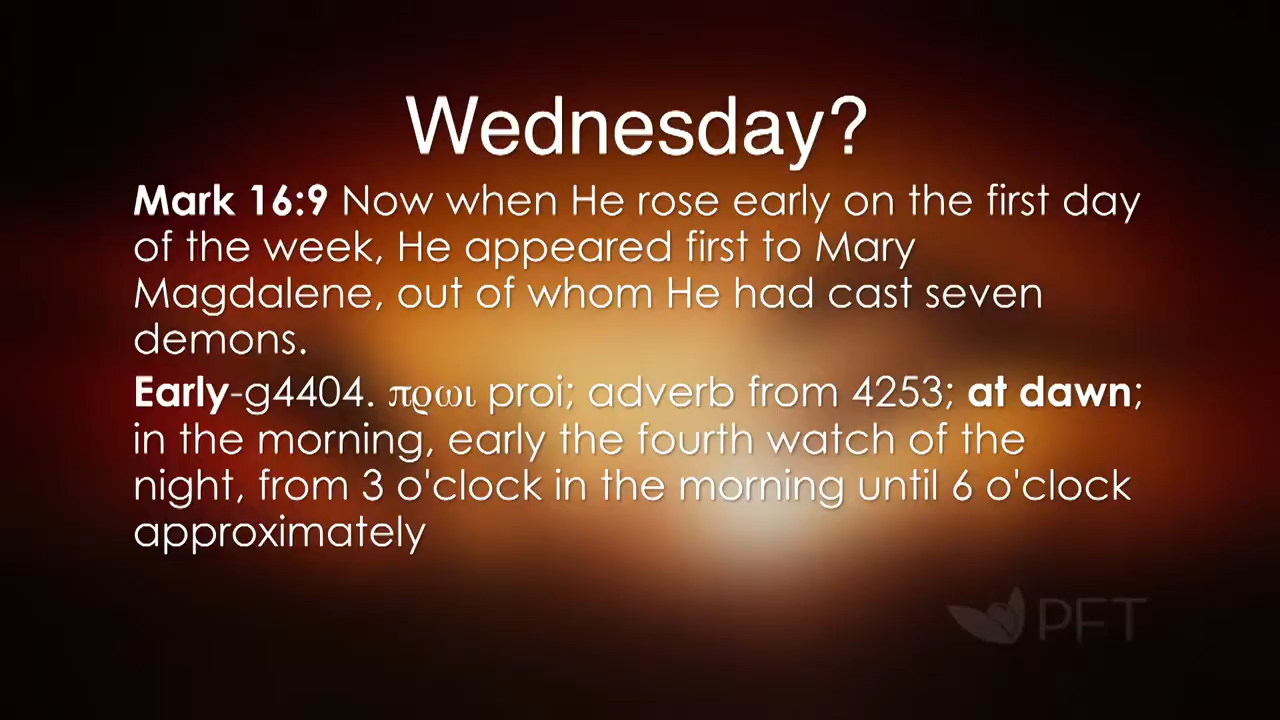 Wednesday?
Mark 16:9 Now when He rose early on the first day
of the week, He appeared first to Mary
Magdalene, out of whom He had cast seven
demons.
Early-g4404. πρωι proi; adverb from 4253; at dawn;
in the morning, early the fourth watch of the
night, from 3 o'clock in the morning until 6 o'clock
approximately
PFT